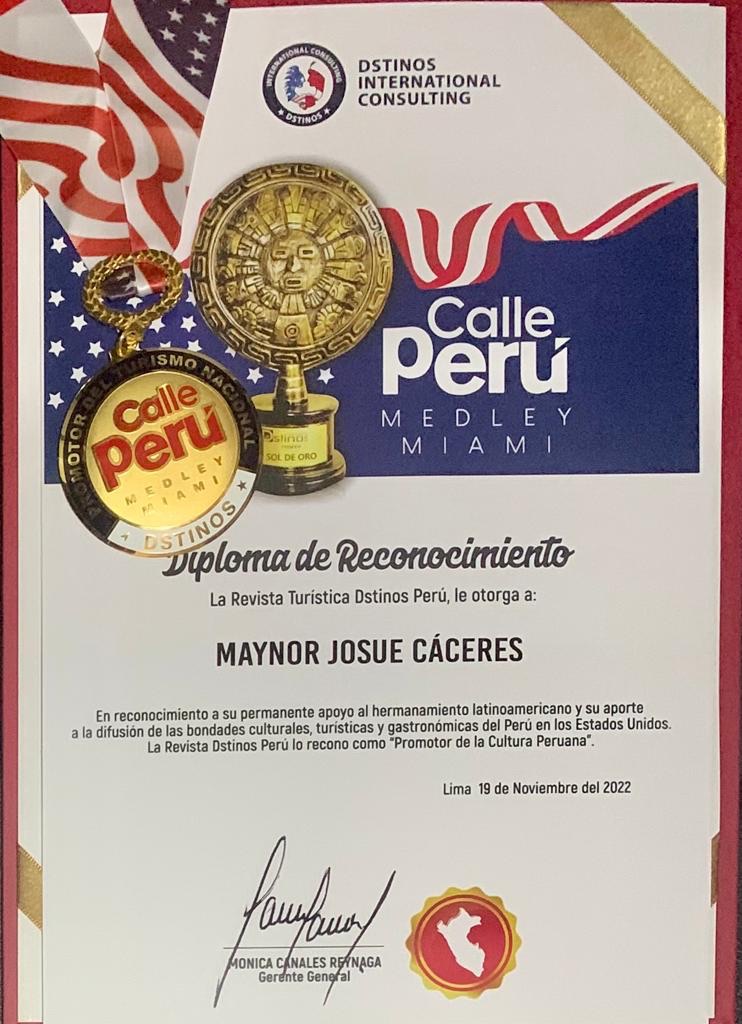 INTERNATIONAL CONSULTING
DSTINOS
DSTINOS
INTERNATIONAL
CONSULTING
Calle
Perú
MEDLEY
MIAMI
PROMOTOR DEL TURISMO NACIONAL
Calle
Perú
MEDLEY
MIAMI
DSTINOS
Dstinos
SOL DE ORO
Diploma de Reconocimiento
La Revista Turística Dstinos Perú, le otorga a:
MAYNOR JOSUE CÁCERES
En reconocimiento a su permanente apoyo al hermanamiento latinoamericano y su aporte
a la difusión de las bondades culturales, turísticas y gastronómicas del Perú en los Estados Unidos.
La Revista Dstinos Perú lo recono como "Promotor de la Cultura Peruana".
Lima 19 de Noviembre del 2022
MONICA CANALES REYNAGA
Gerente General